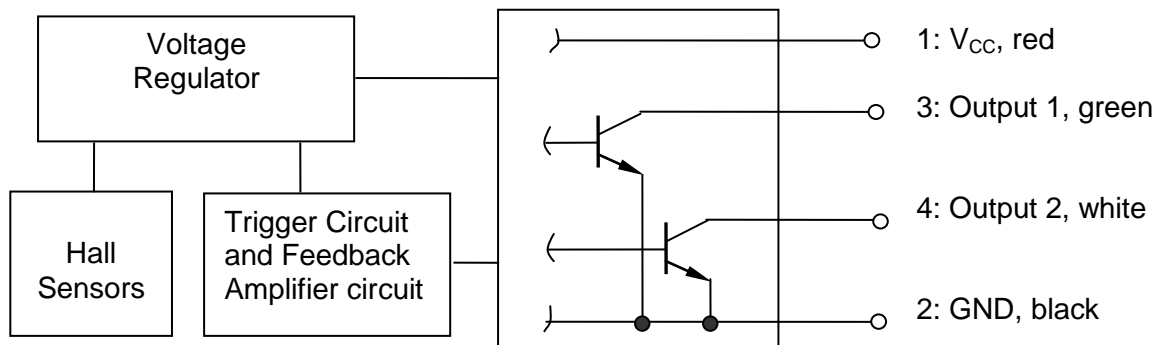 Voltage
Regulator
Hall
Sensors
Trigger Circuit
and Feedback
Amplifier circuit
1: V_CC, red
3: Output 1, green
4: Output 2, white
2: GND, black